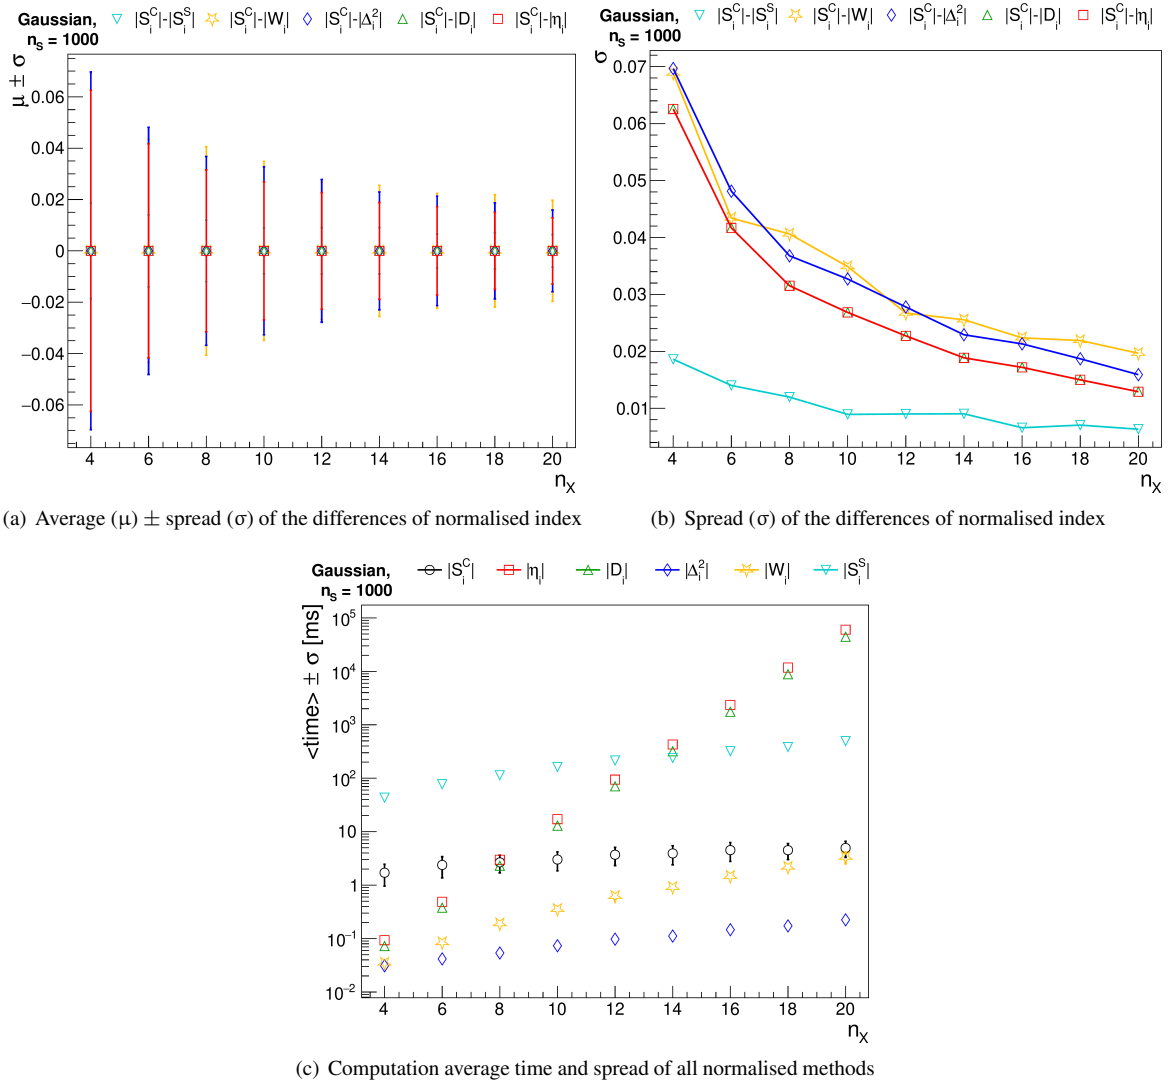 Gaussian, |S_i^C|-|S_i^S| |S_i^C|-|W_i| |S_i^C|-|Δ_i^2| |S_i^C|-|D_i| |S_i^C|-|η_i|
n_S = 1000
μ ± σ
0.06
0.04
0.02
0
−0.02
−0.04
−0.06
4 6 8 10 12 14 16 18 20
n_X
(a) Average (μ) ± spread (σ) of the differences of normalised index
Gaussian, |S_i^C|-|S_i^S| |S_i^C|-|W_i| |S_i^C|-|Δ_i^2| |S_i^C|-|D_i| |S_i^C|-|η_i|
n_S = 1000
σ
0.07
0.06
0.05
0.04
0.03
0.02
0.01
4 6 8 10 12 14 16 18 20
n_X
(b) Spread (σ) of the differences of normalised index
Gaussian, |S_i^C| |η_i| |D_i| |Δ_i^2| |W_i| |S_i^S|
n_S = 1000
<time> ± σ [ms]
10^5
10^4
10^3
10^2
10
1
10^−1
10^−2
4 6 8 10 12 14 16 18 20
n_X
(c) Computation average time and spread of all normalised methods